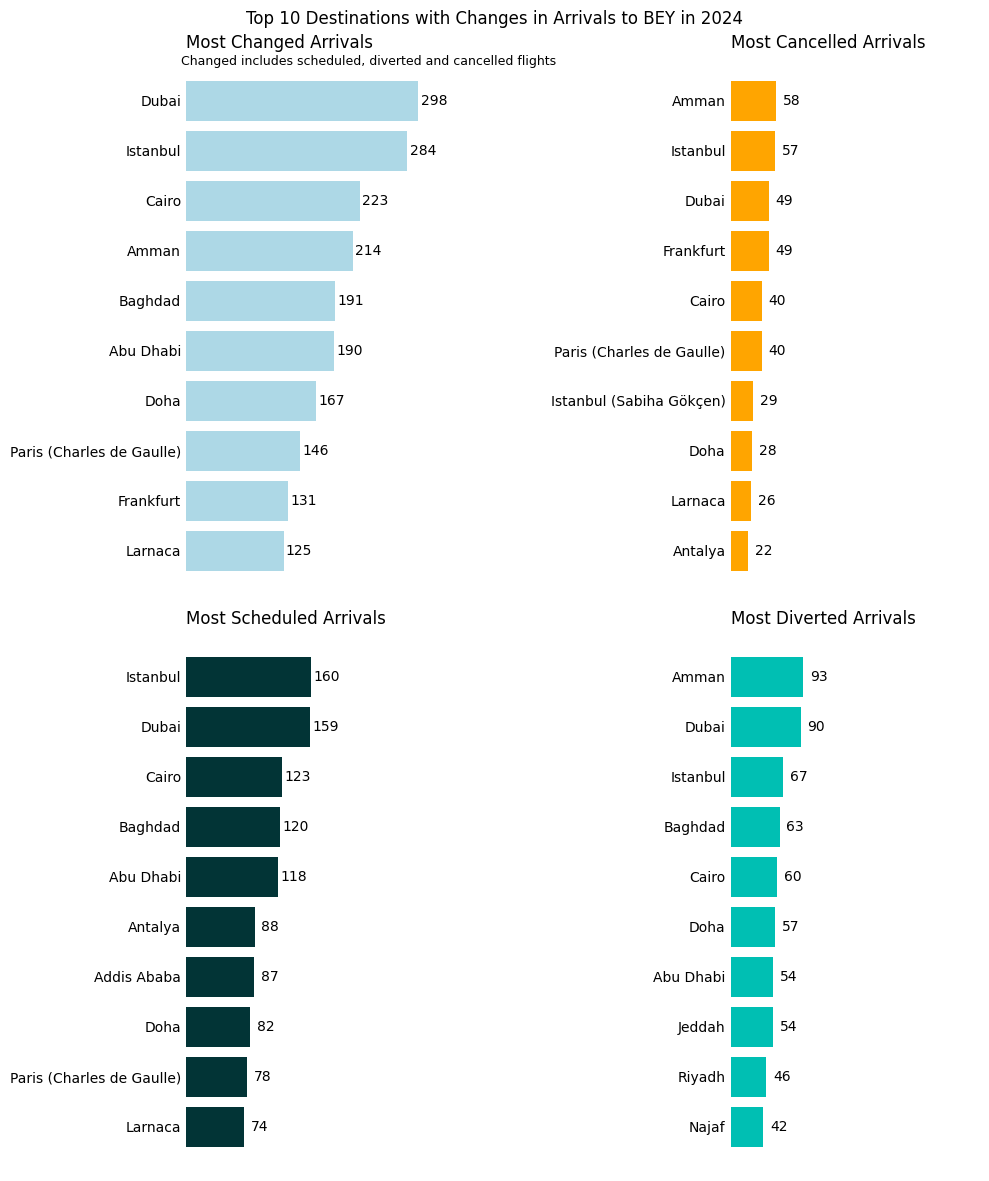 Top 10 Destinations with Changes in Arrivals to BEY in 2024
Most Changed Arrivals
Changed includes scheduled, diverted and cancelled flights
Dubai 298
Istanbul 284
Cairo 223
Amman 214
Baghdad 191
Abu Dhabi 190
Doha 167
Paris (Charles de Gaulle) 146
Frankfurt 131
Larnaca 125
Most Cancelled Arrivals
Amman 58
Istanbul 57
Dubai 49
Frankfurt 49
Cairo 40
Paris (Charles de Gaulle) 40
Istanbul (Sabiha Gökçen) 29
Doha 28
Larnaca 26
Antalya 22
Most Scheduled Arrivals
Istanbul 160
Dubai 159
Cairo 123
Baghdad 120
Abu Dhabi 118
Antalya 88
Addis Ababa 87
Doha 82
Paris (Charles de Gaulle) 78
Larnaca 74
Most Diverted Arrivals
Amman 93
Dubai 90
Istanbul 67
Baghdad 63
Cairo 60
Doha 57
Abu Dhabi 54
Jeddah 54
Riyadh 46
Najaf 42